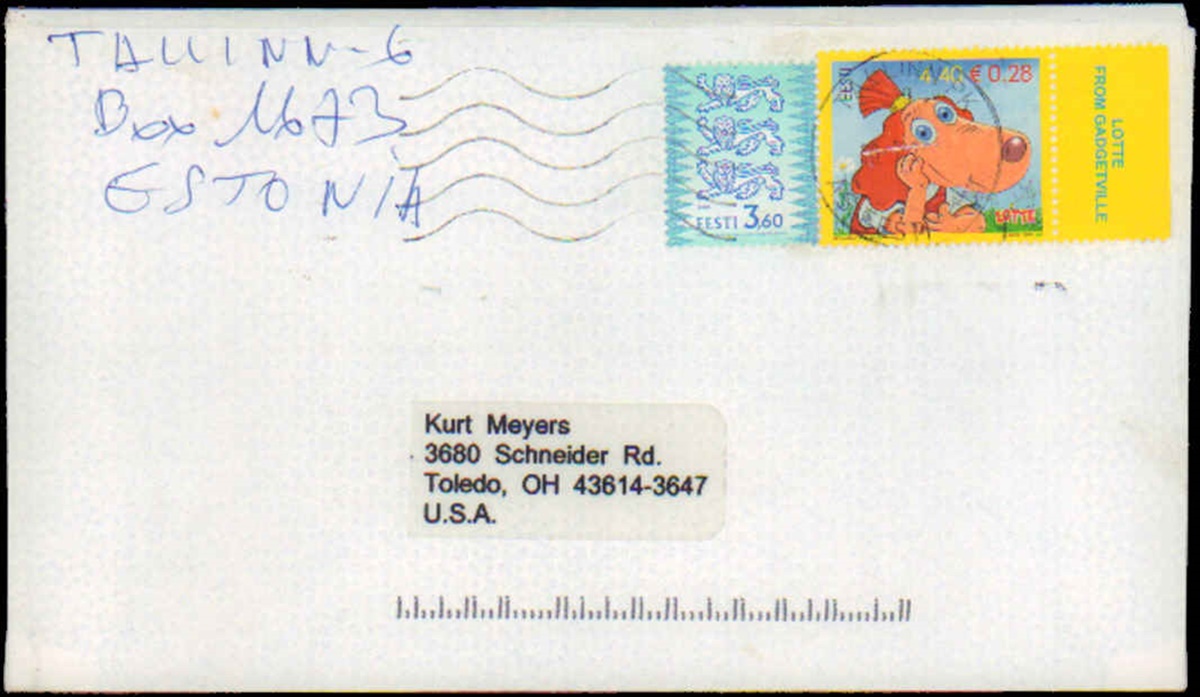 TALLINN-6
Box 1673
ESTONIA
EESTI 3,60
EESTI
4.40 € 0.28
LOTTE
LOTTE
FROM GADGETVILLE
Kurt Meyers
3680 Schneider Rd.
Toledo, OH 43614-3647
U.S.A.